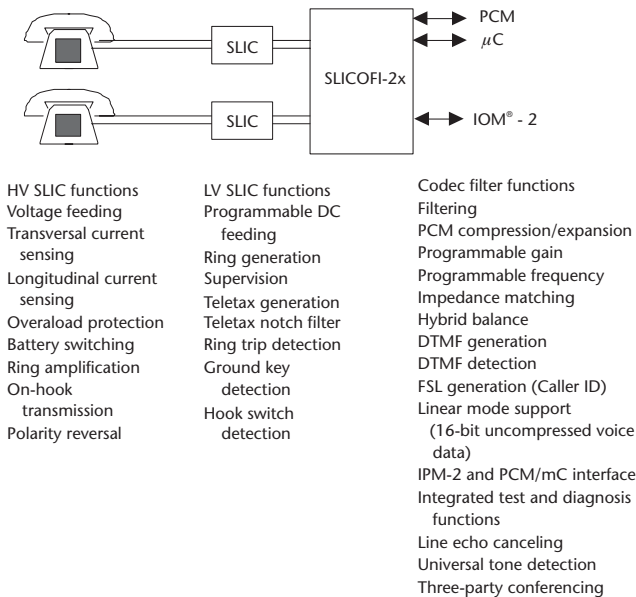 PCM
SLIC
μC
SLICOFI-2x
SLIC
IOM® - 2
HV SLIC functions
Voltage feeding
Transversal current
sensing
Longitudinal current
sensing
Overaload protection
Battery switching
Ring amplification
On-hook
transmission
Polarity reversal
LV SLIC functions
Programmable DC
feeding
Ring generation
Supervision
Teletax generation
Teletax notch filter
Ring trip detection
Ground key
detection
Hook switch
detection
Codec filter functions
Filtering
PCM compression/expansion
Programmable gain
Programmable frequency
Impedance matching
Hybrid balance
DTMF generation
DTMF detection
FSL generation (Caller ID)
Linear mode support
(16-bit uncompressed voice
data)
IPM-2 and PCM/mC interface
Integrated test and diagnosis
functions
Line echo canceling
Universal tone detection
Three-party conferencing